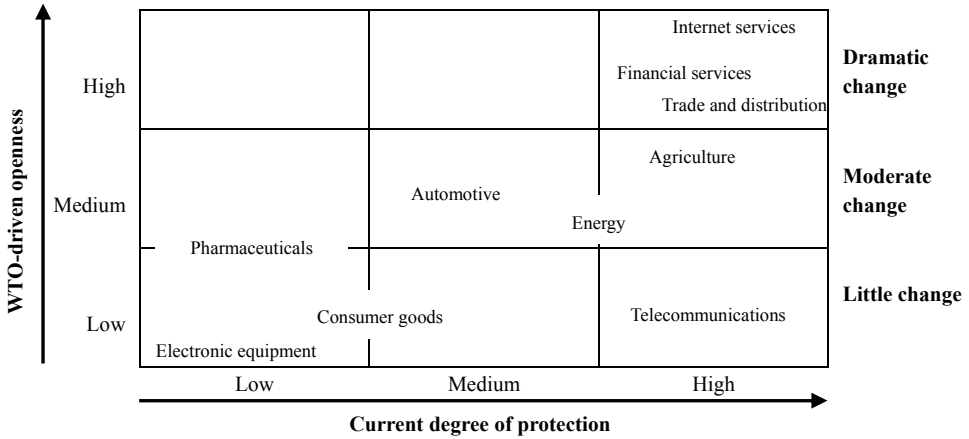 Internet services
Dramatic
change
High
Financial services
Trade and distribution
WTO-driven openness
Agriculture
Moderate
change
Medium
Automotive
Energy
Pharmaceuticals
Little change
Low
Consumer goods
Telecommunications
Electronic equipment
Low
Medium
High
Current degree of protection